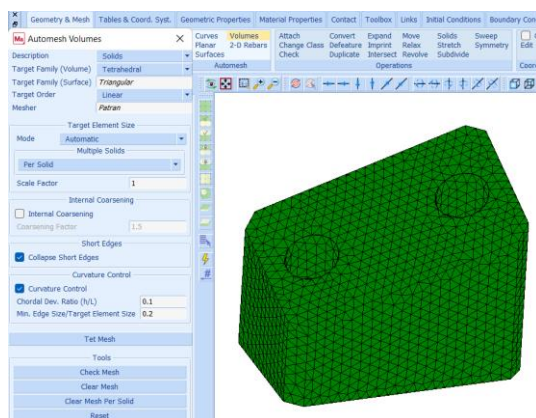 Geometry & Mesh Tables & Coord. Syst. Geometric Properties Material Properties Contact Toolbox Links Initial Conditions Boundary Con
Automesh Volumes
Description Solids
Target Family (Volume) Tetrahedral
Target Family (Surface) Triangular
Target Order Linear
Mesher Patran
Target Element Size
Mode Automatic
Multiple Solids
Per Solid
Scale Factor 1
Internal Coarsening
Internal Coarsening
Coarsening Factor 1.5
Short Edges
Collapse Short Edges
Curvature Control
Curvature Control
Chordal Dev. Ratio (h/L) 0.1
Min. Edge Size/Target Element Size 0.2
Tet Mesh
Tools
Check Mesh
Clear Mesh
Clear Mesh Per Solid
Reset
Curves Volumes
Planar 2-D Rebars
Surfaces
Automesh
Attach Convert Expand Move Solids Sweep
Change Class Defeature Imprint Relax Stretch Symmetry
Check Duplicate Intersect Revolve Subdivide
Operations
Edit
Coor